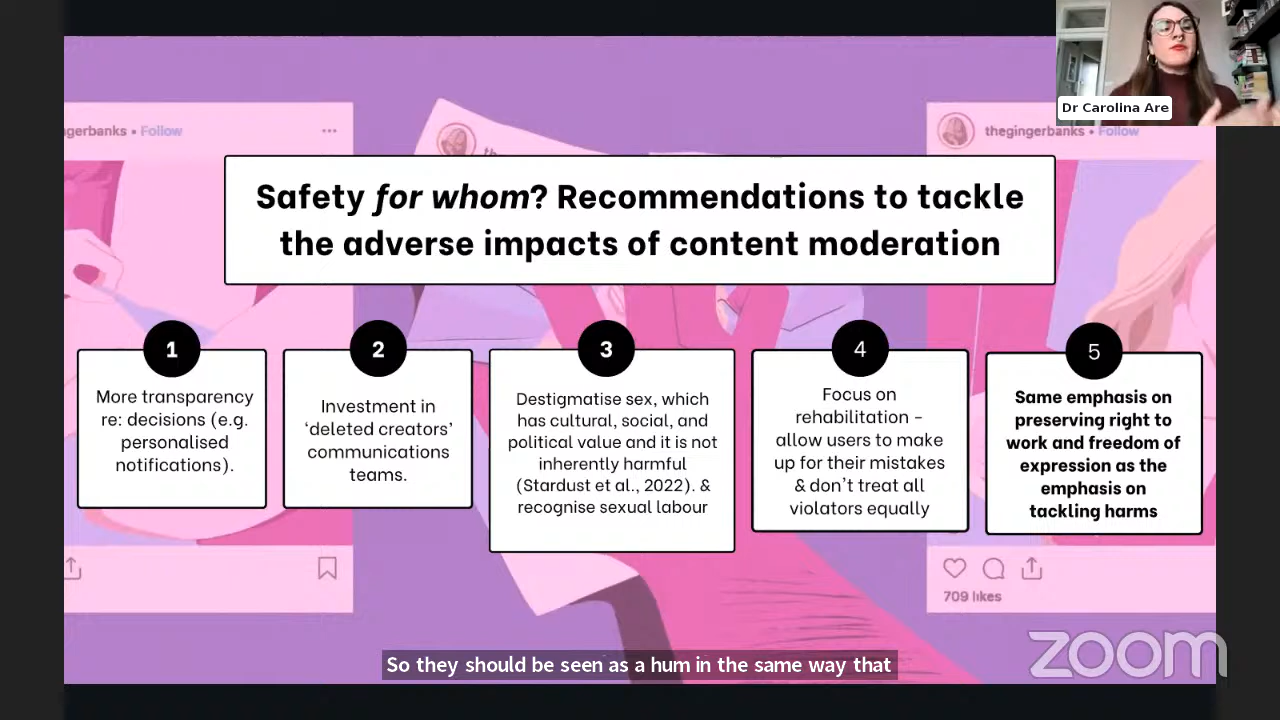 Dr Carolina Are
gerbanks • Follow
thegingerbanks • Follow
Safety for whom? Recommendations to tackle
the adverse impacts of content moderation
1
More transparency
re: decisions (e.g.
personalised
notifications).
2
Investment in
‘deleted creators’
communications
teams.
3
Destigmatise sex, which
has cultural, social, and
political value and it is not
inherently harmful
(Stardust et al., 2022). &
recognise sexual labour
4
Focus on
rehabilitation -
allow users to make
up for their mistakes
& don't treat all
violators equally
5
Same emphasis on
preserving right to
work and freedom of
expression as the
emphasis on
tackling harms
709 likes
So they should be seen as a hum in the same way that
zoom